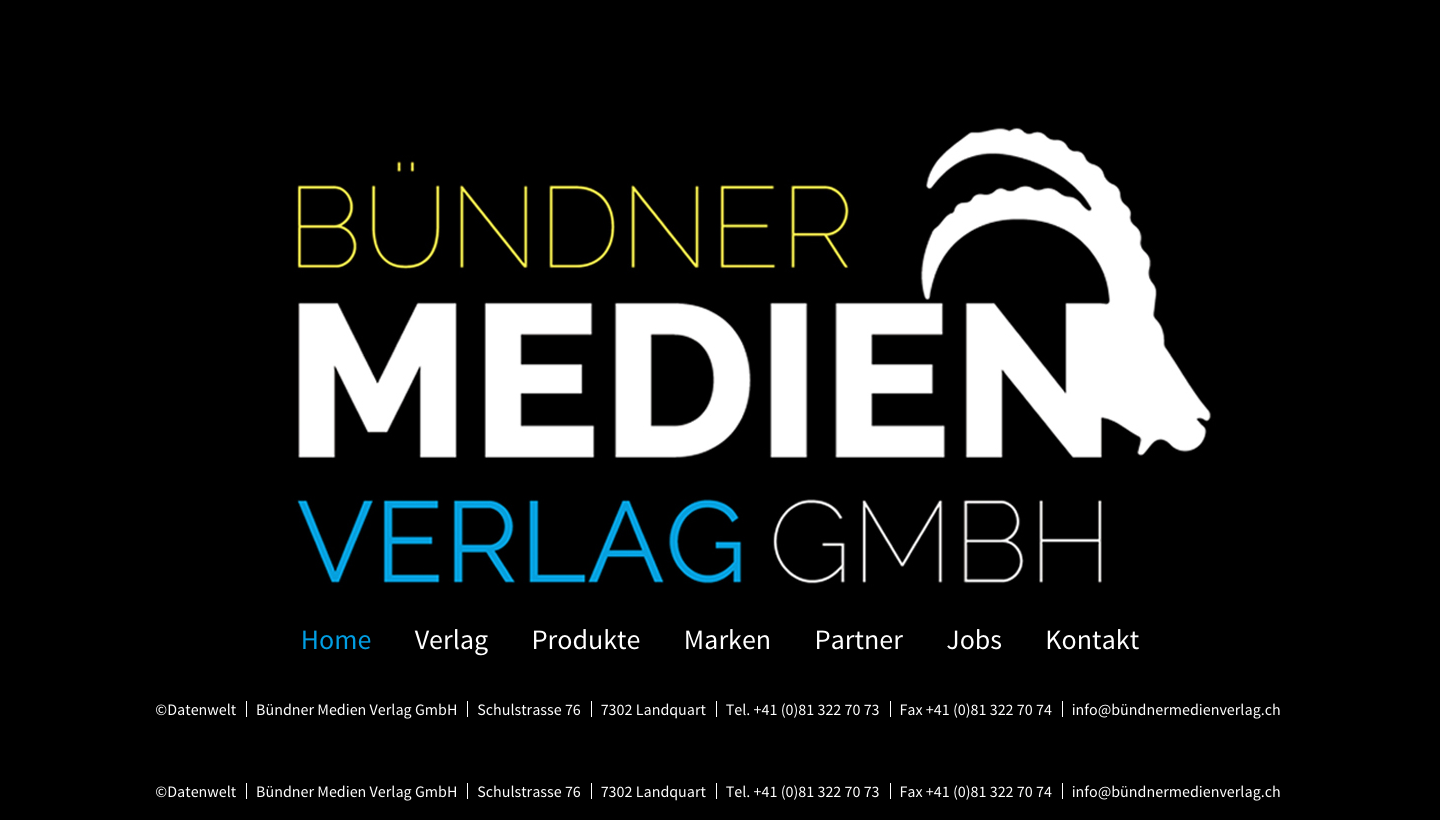 BÜNDNER
MEDIEN
VERLAG GMBH
Home Verlag Produkte Marken Partner Jobs Kontakt
©Datenwelt | Bündner Medien Verlag GmbH | Schulstrasse 76 | 7302 Landquart | Tel. +41 (0)81 322 70 73 | Fax +41 (0)81 322 70 74 | info@bündnermedienverlag.ch
©Datenwelt | Bündner Medien Verlag GmbH | Schulstrasse 76 | 7302 Landquart | Tel. +41 (0)81 322 70 73 | Fax +41 (0)81 322 70 74 | info@bündnermedienverlag.ch